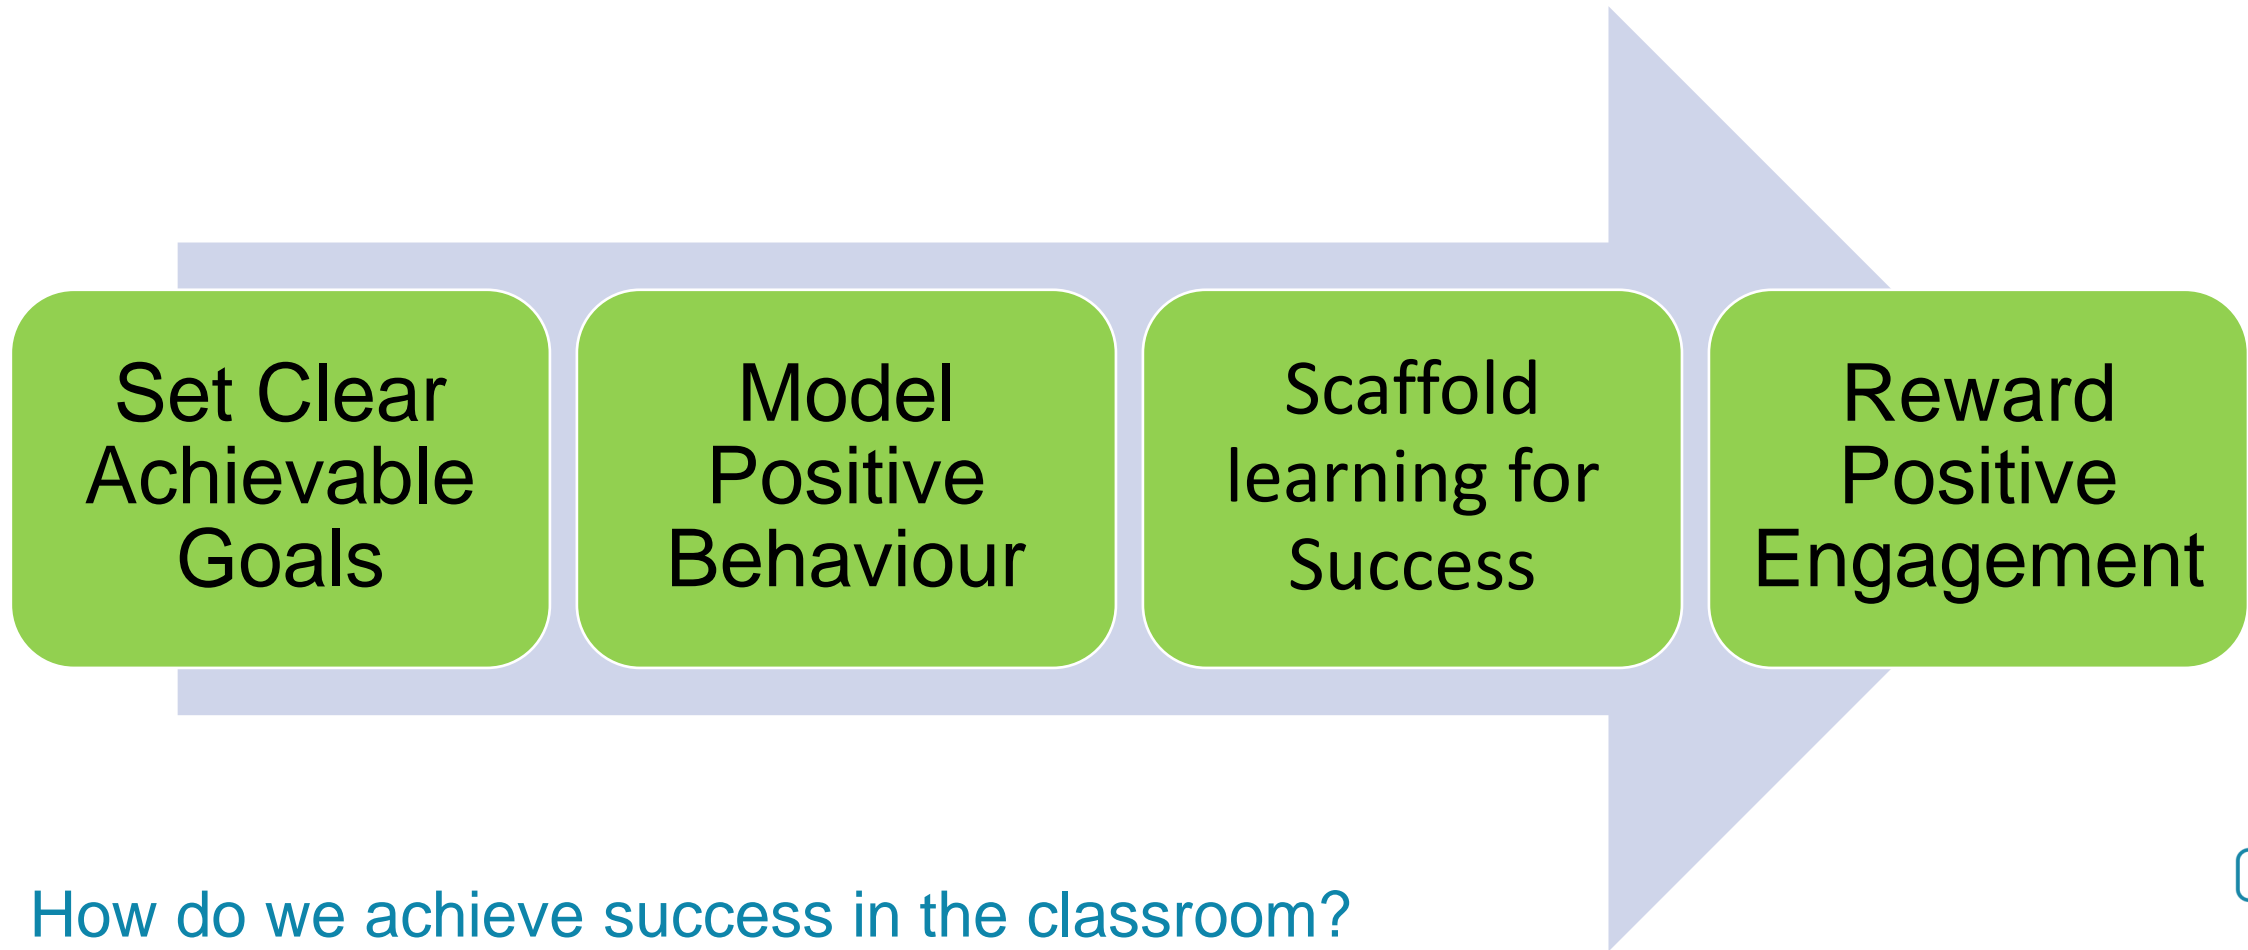 Set Clear
Achievable
Goals
Model
Positive
Behaviour
Scaffold
learning for
Success
Reward
Positive
Engagement
How do we achieve success in the classroom?